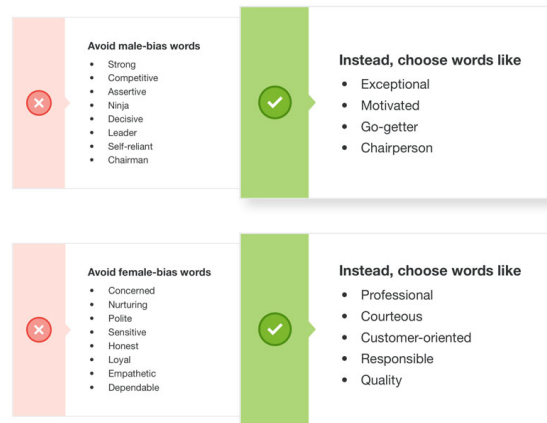 Avoid male-bias words
Strong
Competitive
Assertive
Ninja
Decisive
Leader
Self-reliant
Chairman
Instead, choose words like
Exceptional
Motivated
Go-getter
Chairperson
Avoid female-bias words
Concerned
Nurturing
Polite
Sensitive
Honest
Loyal
Empathetic
Dependable
Instead, choose words like
Professional
Courteous
Customer-oriented
Responsible
Quality